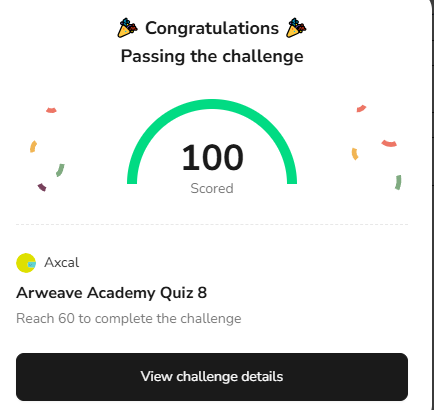 🎉 Congratulations 🎉
Passing the challenge
100
Scored
Axcal
Arweave Academy Quiz 8
Reach 60 to complete the challenge
View challenge details